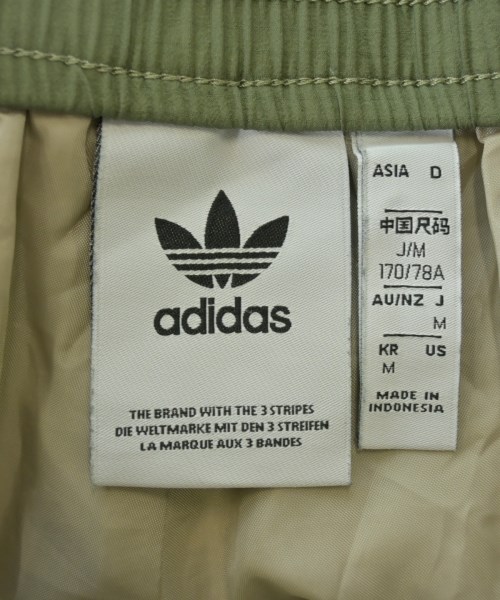 adidas
THE BRAND WITH THE 3 STRIPES
DIE WELTMARKE MIT DEN 3 STREIFEN
LA MARQUE AUX 3 BANDES
ASIA D
中国尺码
J/M
170/78A
AU/NZ J
M
KR US
M
MADE IN
INDONESIA